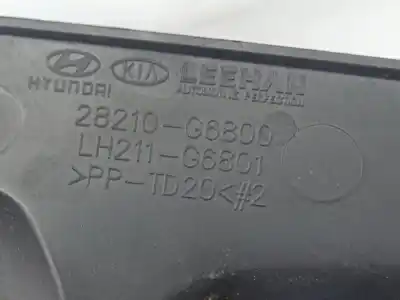 HYUNDAI KIA LEEHAN
AUTOMOTIVE PERFECTION
28210-G6800
LH211-G6801
>PP-TD20<#2